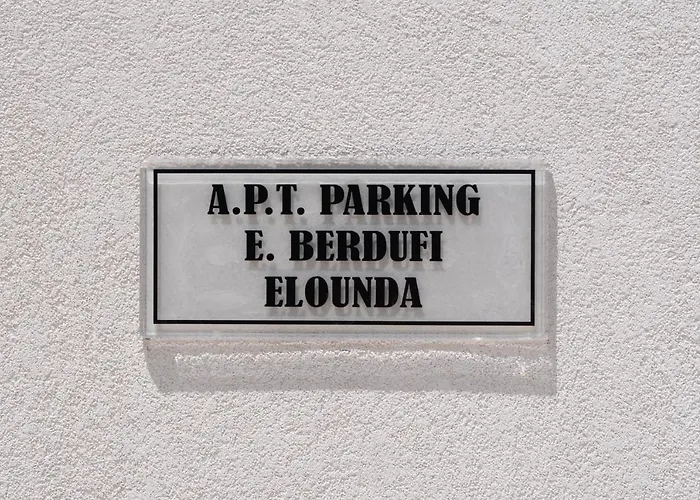 A.P.T. PARKING
E. BERDUFI
ELOUNDA